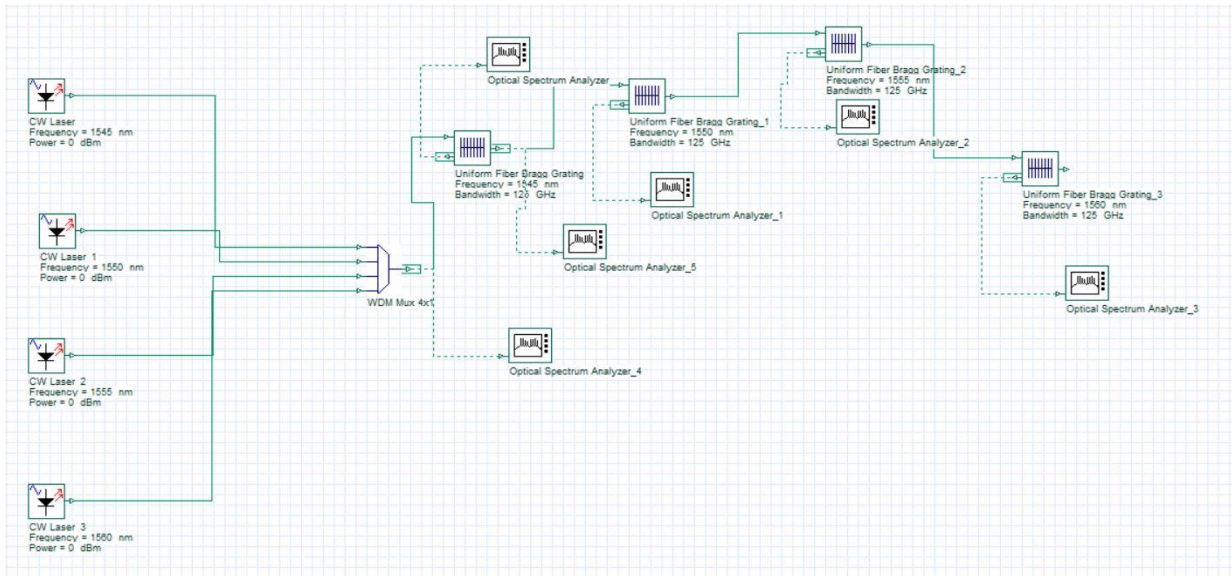 CW Laser
Frequency = 1545 nm
Power = 0 dBm
CW Laser 1
Frequency = 1550 nm
Power = 0 dBm
CW Laser 2
Frequency = 1555 nm
Power = 0 dBm
CW Laser 3
Frequency = 1560 nm
Power = 0 dBm
WDM Mux 4x1
Optical Spectrum Analyzer
Uniform Fiber Bragg Grating
Frequency = 1545 nm
Bandwidth = 125 GHz
Optical Spectrum Analyzer_5
Optical Spectrum Analyzer_4
Uniform Fiber Bragg Grating_1
Frequency = 1550 nm
Bandwidth = 125 GHz
Optical Spectrum Analyzer_1
Uniform Fiber Bragg Grating_2
Frequency = 1555 nm
Bandwidth = 125 GHz
Optical Spectrum Analyzer_2
Uniform Fiber Bragg Grating_3
Frequency = 1560 nm
Bandwidth = 125 GHz
Optical Spectrum Analyzer_3